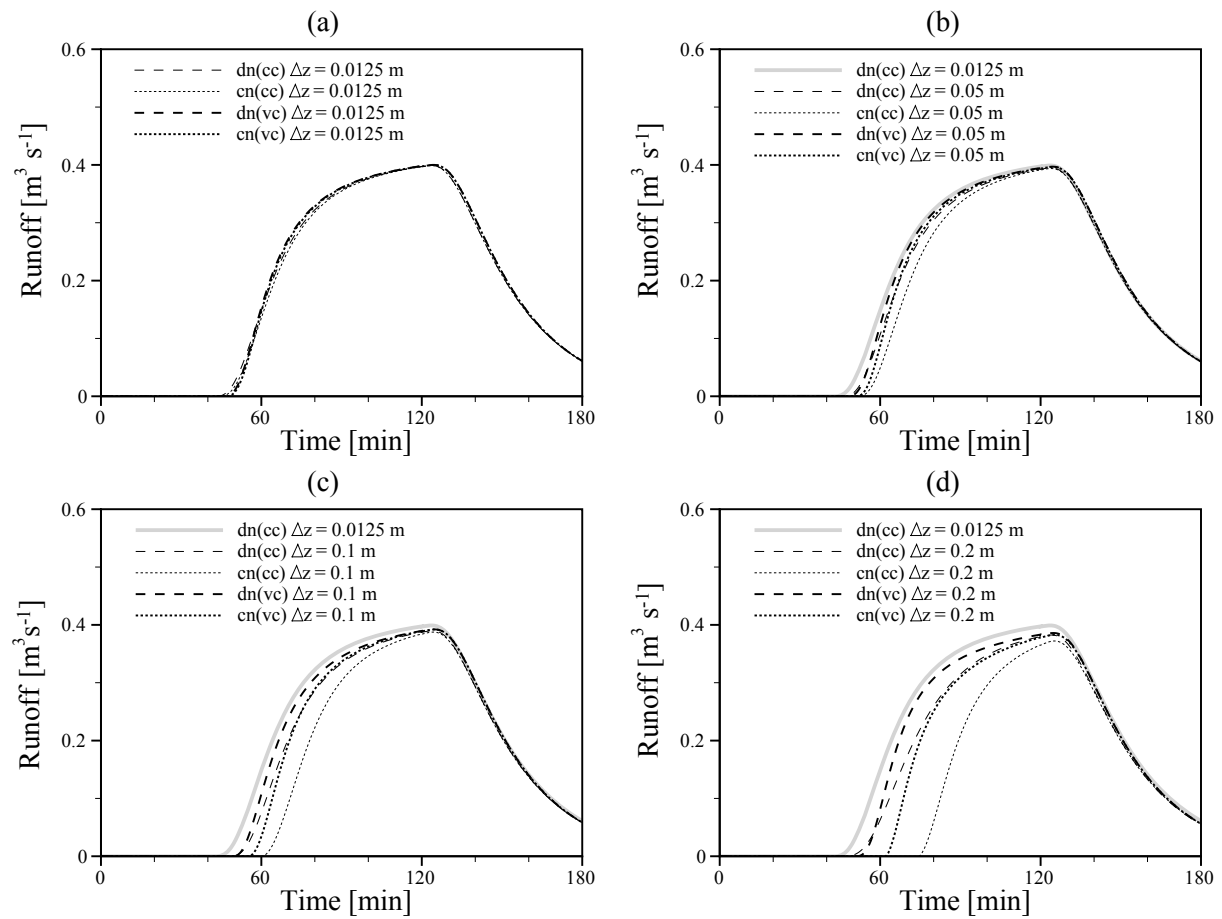 (a)
0.6
dn(cc) Δz = 0.0125 m
cn(cc) Δz = 0.0125 m
dn(vc) Δz = 0.0125 m
cn(vc) Δz = 0.0125 m
0.4
0.2
0
Runoff [m³ s⁻¹]
0 60 120 180
Time [min]
(b)
0.6
dn(cc) Δz = 0.0125 m
dn(cc) Δz = 0.05 m
cn(cc) Δz = 0.05 m
dn(vc) Δz = 0.05 m
cn(vc) Δz = 0.05 m
0.4
0.2
0
Runoff [m³ s⁻¹]
0 60 120 180
Time [min]
(c)
0.6
dn(cc) Δz = 0.0125 m
dn(cc) Δz = 0.1 m
cn(cc) Δz = 0.1 m
dn(vc) Δz = 0.1 m
cn(vc) Δz = 0.1 m
0.4
0.2
0
Runoff [m³ s⁻¹]
0 60 120 180
Time [min]
(d)
0.6
dn(cc) Δz = 0.0125 m
dn(cc) Δz = 0.2 m
cn(cc) Δz = 0.2 m
dn(vc) Δz = 0.2 m
cn(vc) Δz = 0.2 m
0.4
0.2
0
Runoff [m³ s⁻¹]
0 60 120 180
Time [min]